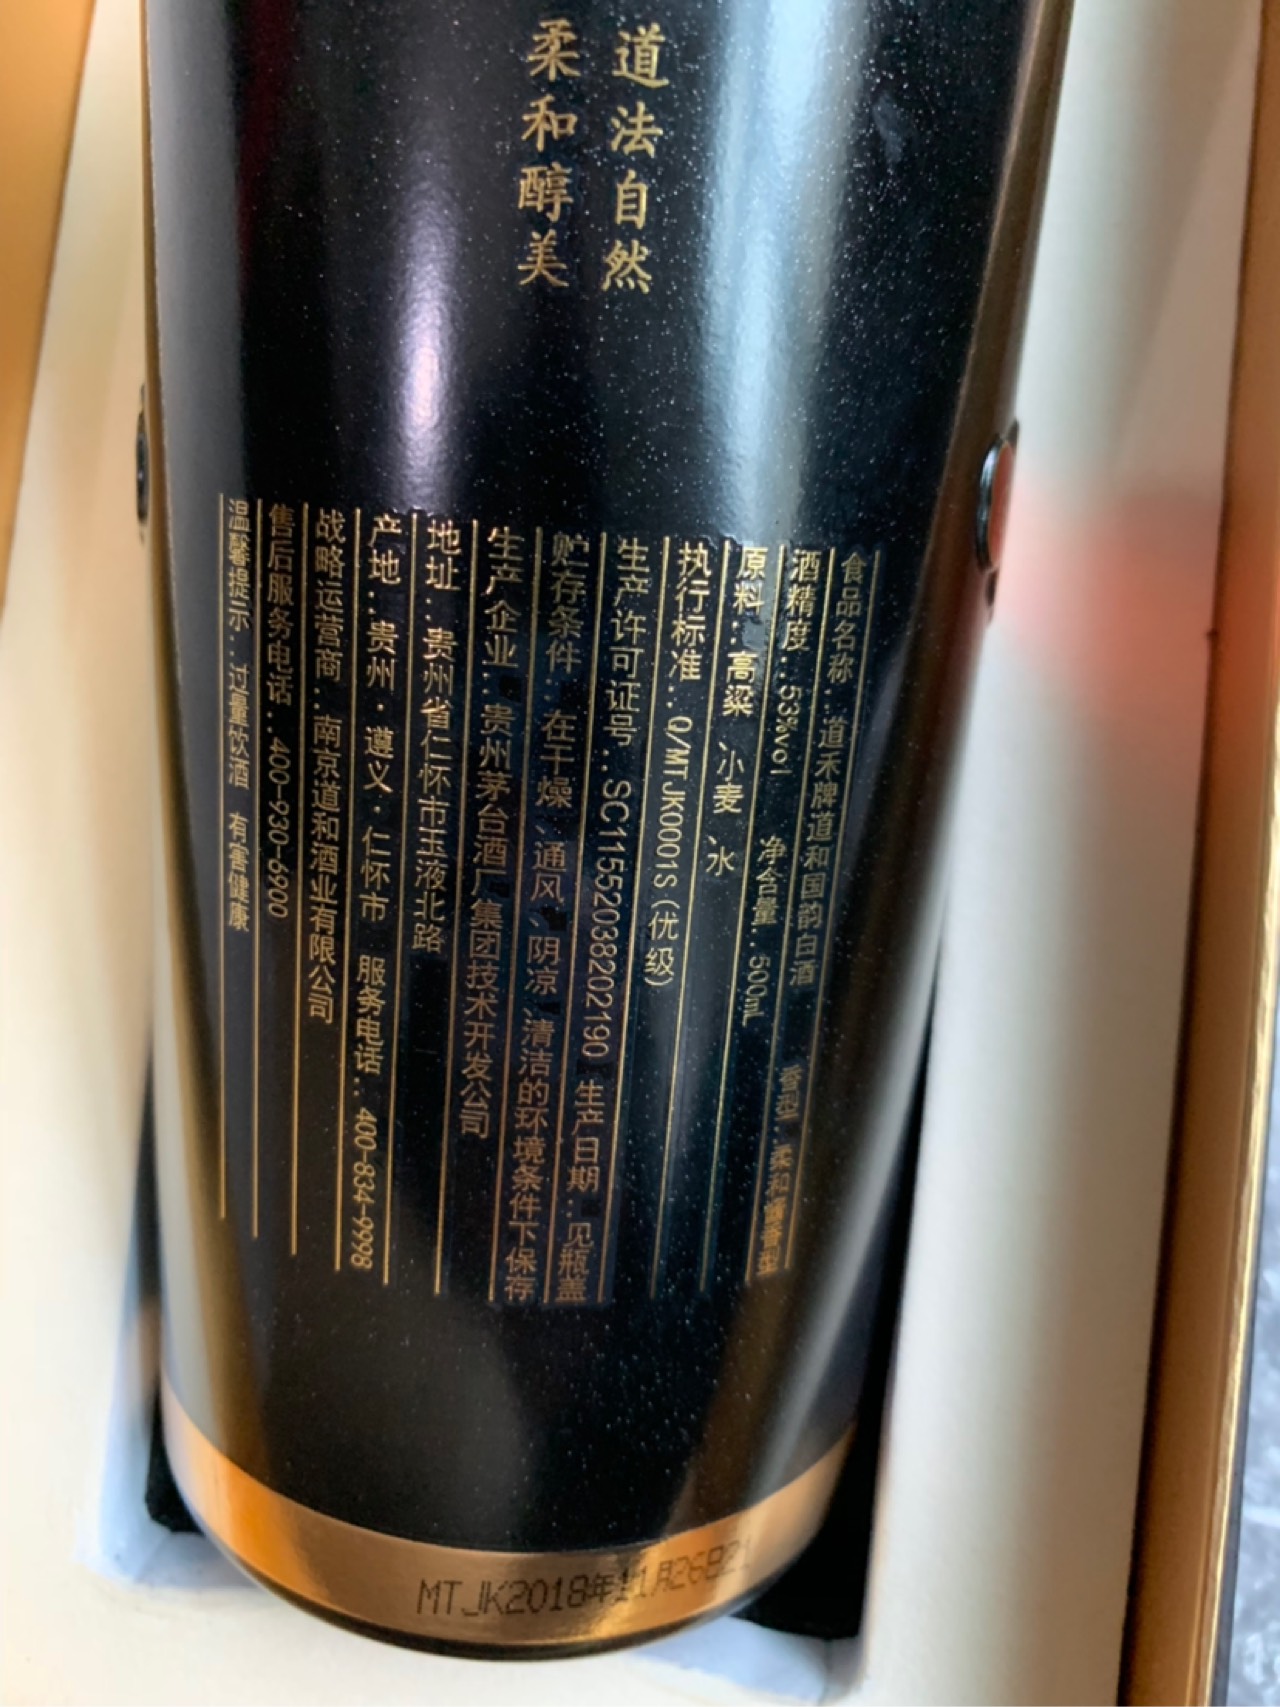 道法自然
柔和醇美
食品名称：道禾牌道和国韵白酒 香型：柔和酱香型
酒精度：53%vol 净含量：500mL
原料：高粱、小麦、水
执行标准：Q/MTJK0001S（优级）
生产许可证号：SC11552038202190 生产日期：见瓶盖
贮存条件：在干燥、通风、阴凉、清洁的环境条件下保存
生产企业：贵州茅台酒厂集团技术开发公司
地址：贵州省仁怀市玉液北路
产地：贵州·遵义·仁怀市 服务电话：400-834-9998
战略运营商：南京道和酒业有限公司
售后服务电话：400-930-6900
温馨提示：过量饮酒 有害健康
MTJK2018年11月26日21